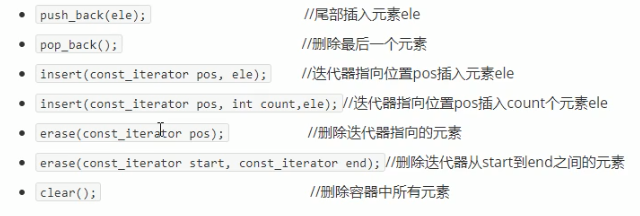 push_back(ele); //尾部插入元素ele
pop_back(); //删除最后一个元素
insert(const_iterator pos, ele); //迭代器指向位置pos插入元素ele
insert(const_iterator pos, int count,ele); //迭代器指向位置pos插入count个元素ele
erase(const_iterator pos); //删除迭代器指向的元素
erase(const_iterator start, const_iterator end); //删除迭代器从start到end之间的元素
clear(); //删除容器中所有元素